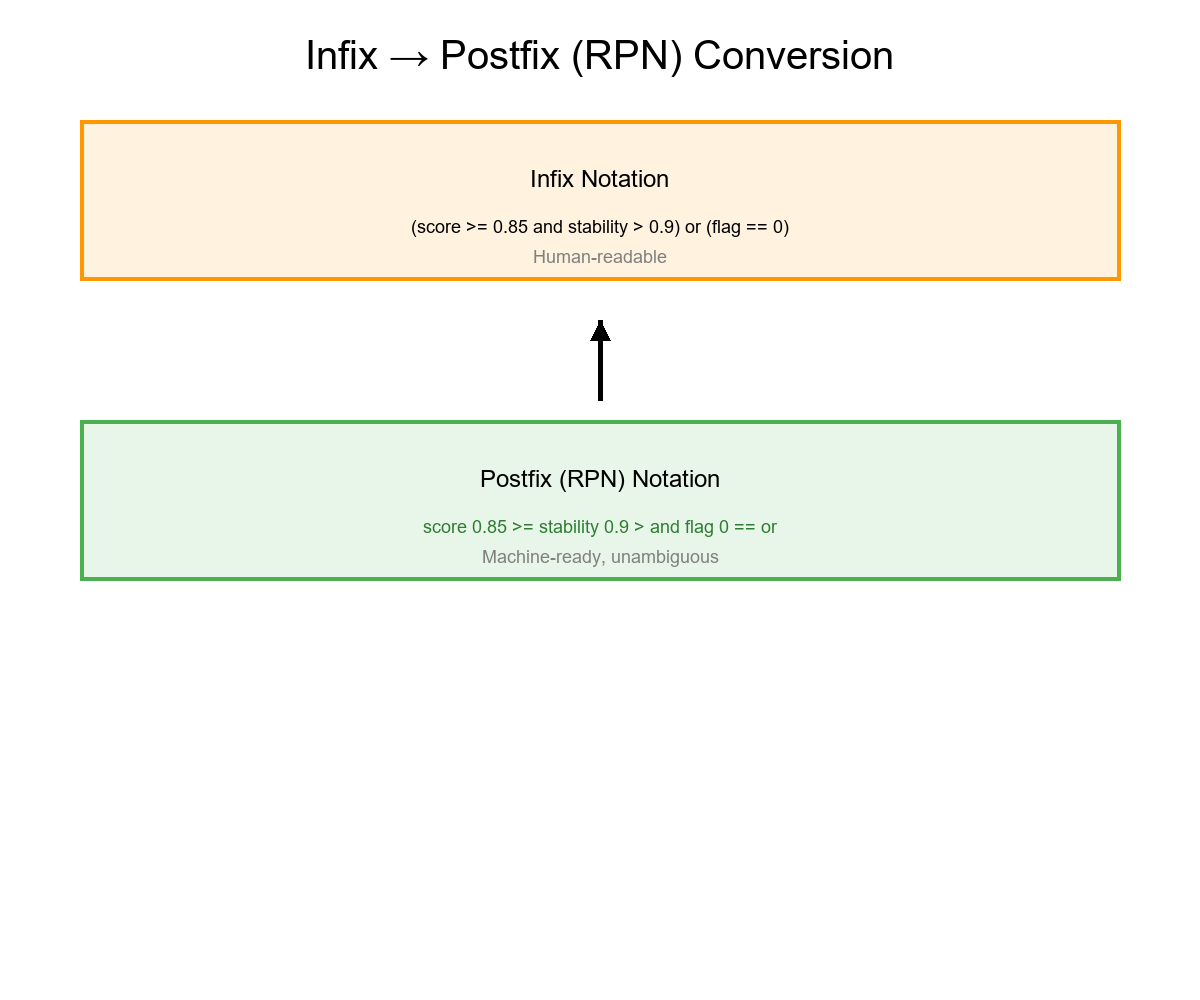 Infix → Postfix (RPN) Conversion
Infix Notation
(score >= 0.85 and stability > 0.9) or (flag == 0)
Human-readable
Postfix (RPN) Notation
score 0.85 >= stability 0.9 > and flag 0 == or
Machine-ready, unambiguous